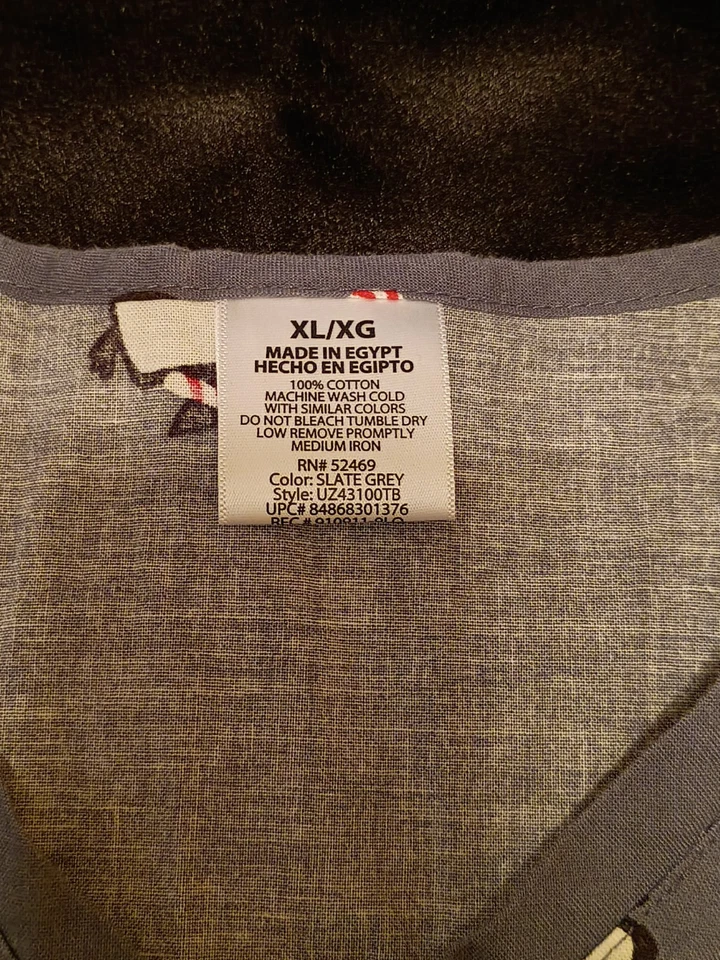 XL/XG
MADE IN EGYPT
HECHO EN EGIPTO
100% COTTON
MACHINE WASH COLD
WITH SIMILAR COLORS
DO NOT BLEACH TUMBLE DRY
LOW REMOVE PROMPTLY
MEDIUM IRON
RN# 52469
Color: SLATE GREY
Style: UZ43100TB
UPC# 84868301376